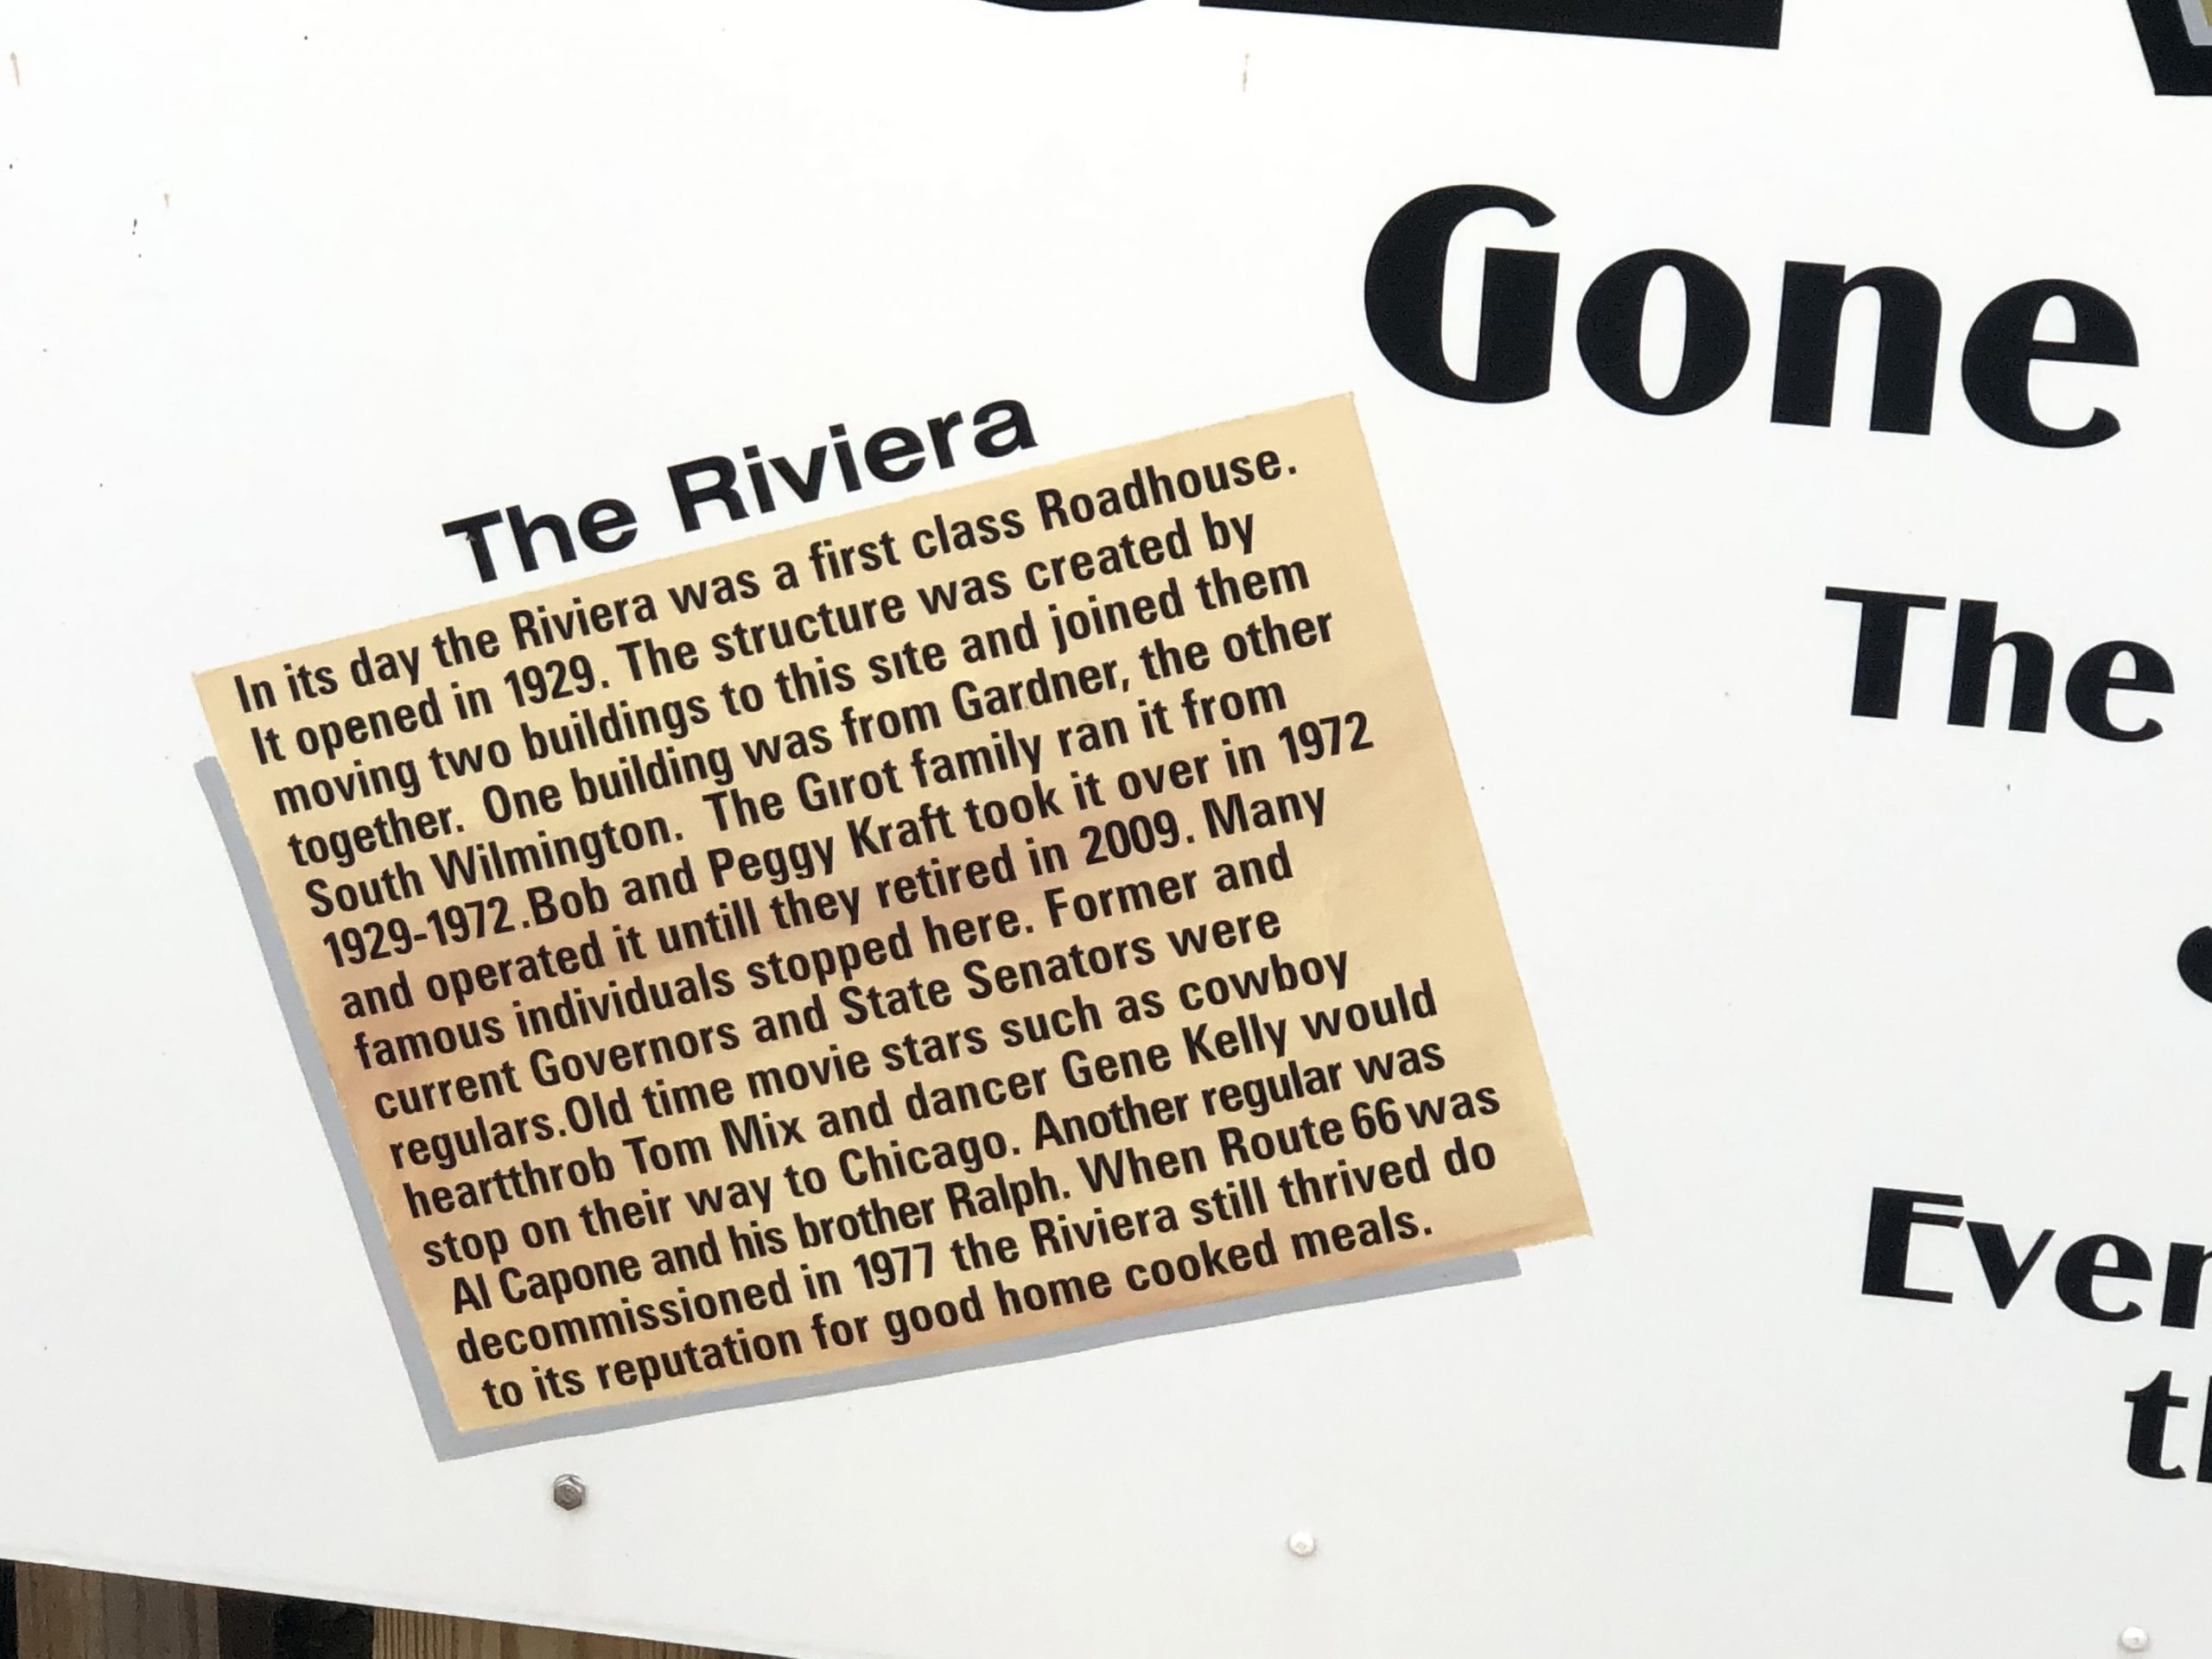 Gone
The Riviera
In its day the Riviera was a first class Roadhouse.
It opened in 1929. The structure was created by
moving two buildings to this site and joined them
together. One building was from Gardner, the other
South Wilmington. The Girot family ran it from
1929-1972.Bob and Peggy Kraft took it over in 1972
and operated it untill they retired in 2009. Many
famous individuals stopped here. Former and
current Governors and State Senators were
regulars.Old time movie stars such as cowboy
heartthrob Tom Mix and dancer Gene Kelly would
stop on their way to Chicago. Another regular was
Al Capone and his brother Ralph. When Route 66 was
decommissioned in 1977 the Riviera still thrived do
to its reputation for good home cooked meals.
The